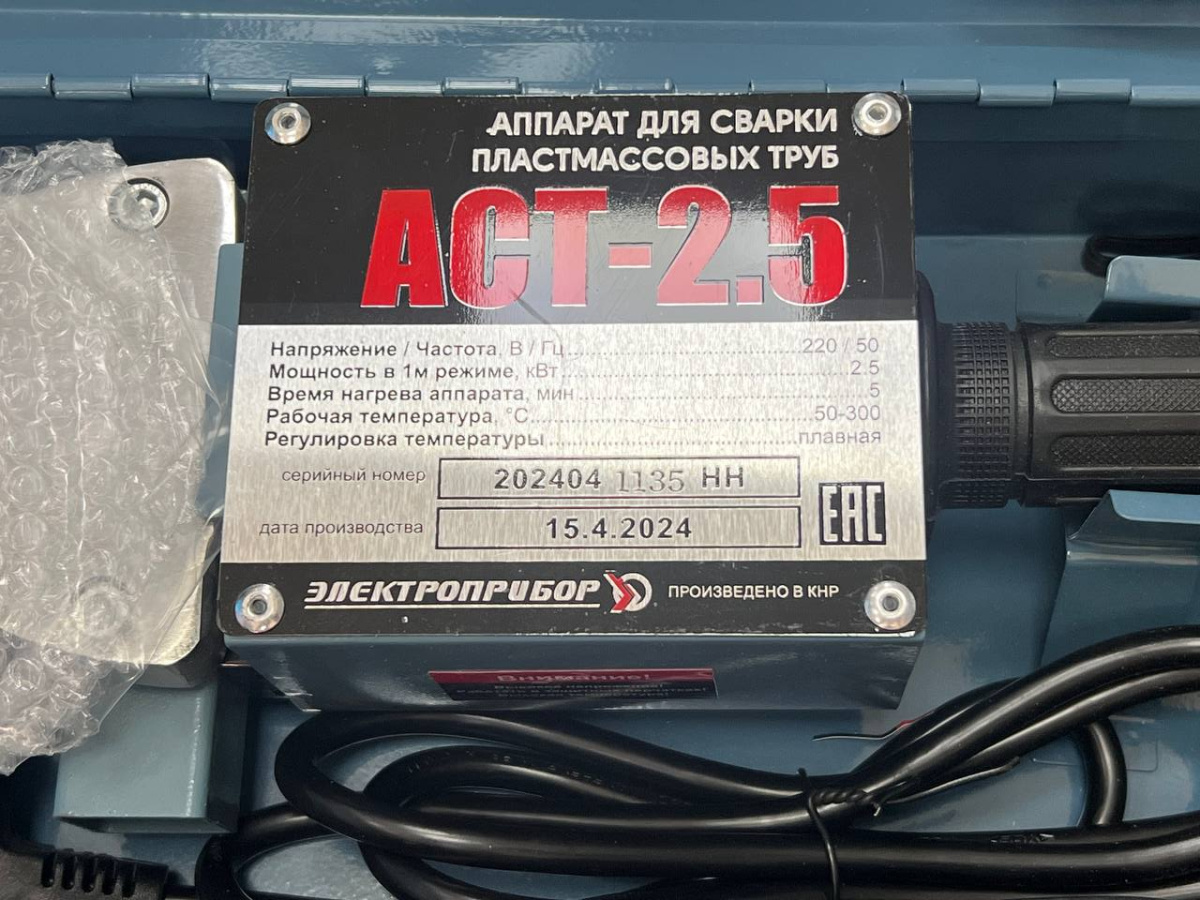 АППАРАТ ДЛЯ СВАРКИ
ПЛАСТМАССОВЫХ ТРУБ
АСТ-2.5
Напряжение / Частота, В / Гц 220 / 50
Мощность в 1м режиме, кВт 2.5
Время нагрева аппарата, мин 5
Рабочая температура, °С 50-300
Регулировка температуры плавная
серийный номер 202404 1135 НН
дата производства 15.4.2024
EAC
ЭЛЕКТРОПРИБОР ПРОИЗВЕДЕНО В КНР
Внимание!